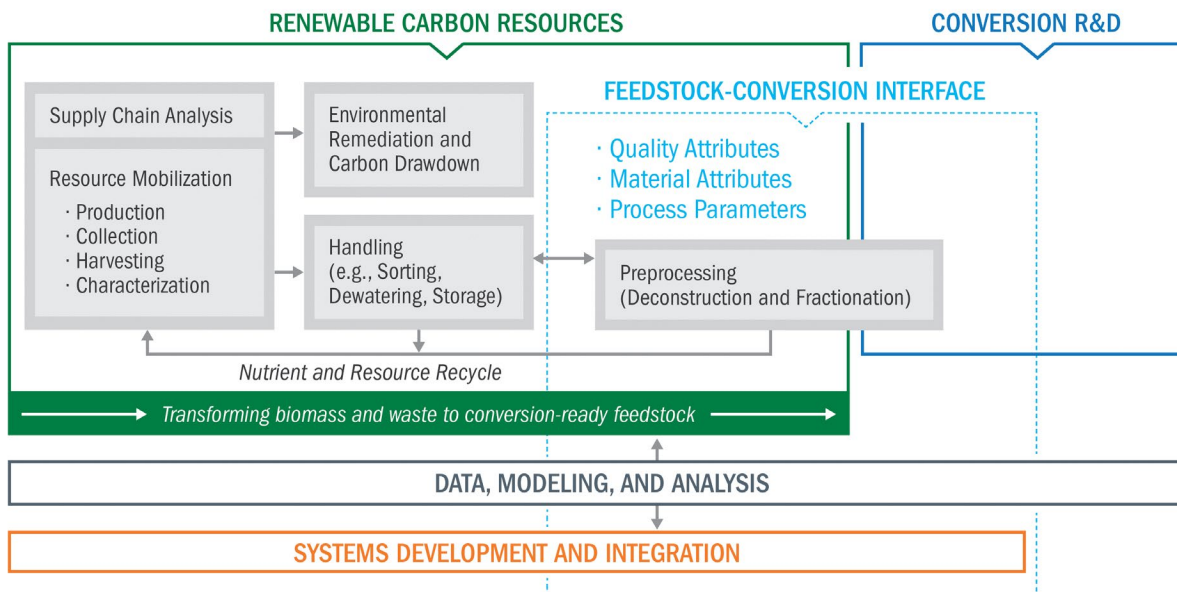 RENEWABLE CARBON RESOURCES
CONVERSION R&D
FEEDSTOCK-CONVERSION INTERFACE
· Quality Attributes
· Material Attributes
· Process Parameters
Supply Chain Analysis
Resource Mobilization
· Production
· Collection
· Harvesting
· Characterization
Environmental
Remediation and
Carbon Drawdown
Handling
(e.g., Sorting,
Dewatering, Storage)
Preprocessing
(Deconstruction and Fractionation)
Nutrient and Resource Recycle
Transforming biomass and waste to conversion-ready feedstock
DATA, MODELING, AND ANALYSIS
SYSTEMS DEVELOPMENT AND INTEGRATION